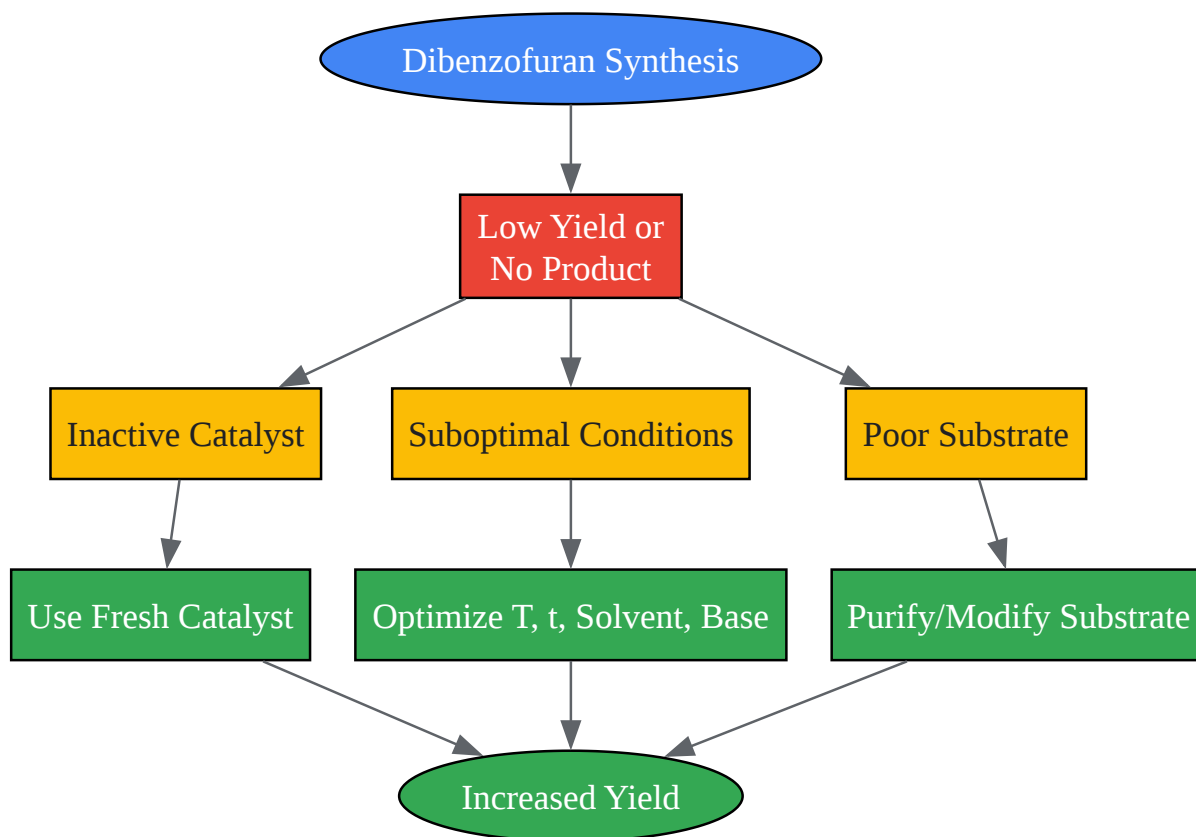 Dibenzofuran Synthesis
Low Yield or
No Product
Inactive Catalyst
Suboptimal Conditions
Poor Substrate
Use Fresh Catalyst
Optimize T, t, Solvent, Base
Purify/Modify Substrate
Increased Yield